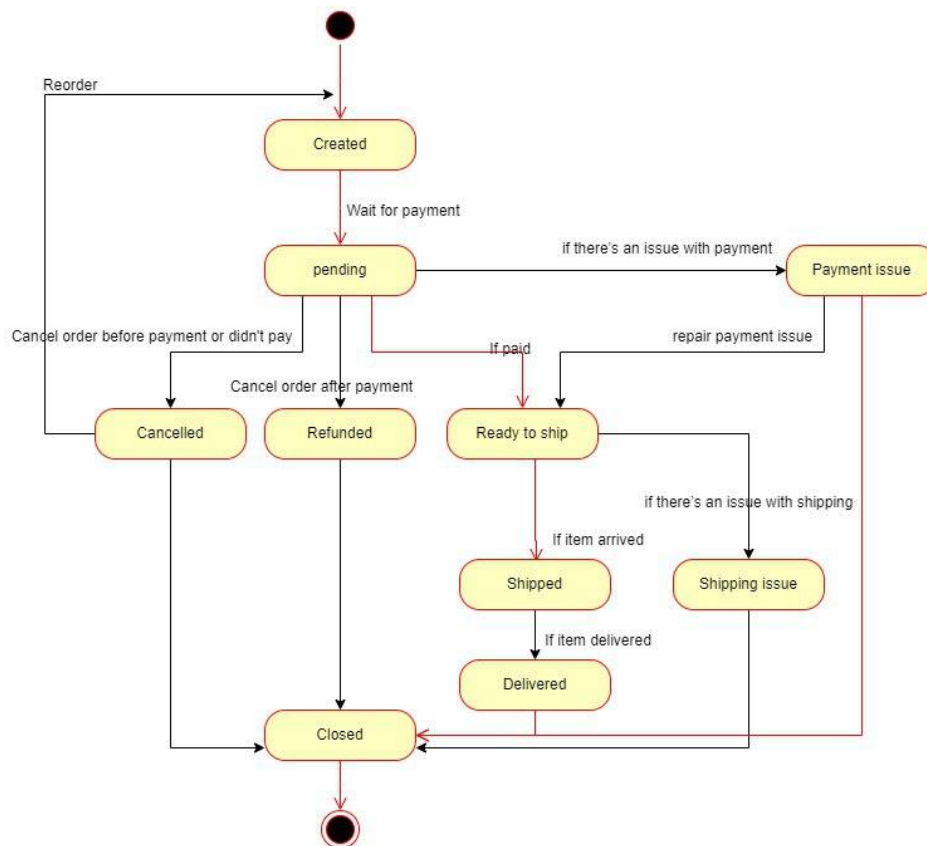 Reorder
Created
Wait for payment
if there's an issue with payment
pending
Payment issue
Cancel order before payment or didn't pay
If paid
repair payment issue
Cancel order after payment
Cancelled
Refunded
Ready to ship
if there's an issue with shipping
If item arrived
Shipped
Shipping issue
If item delivered
Delivered
Closed